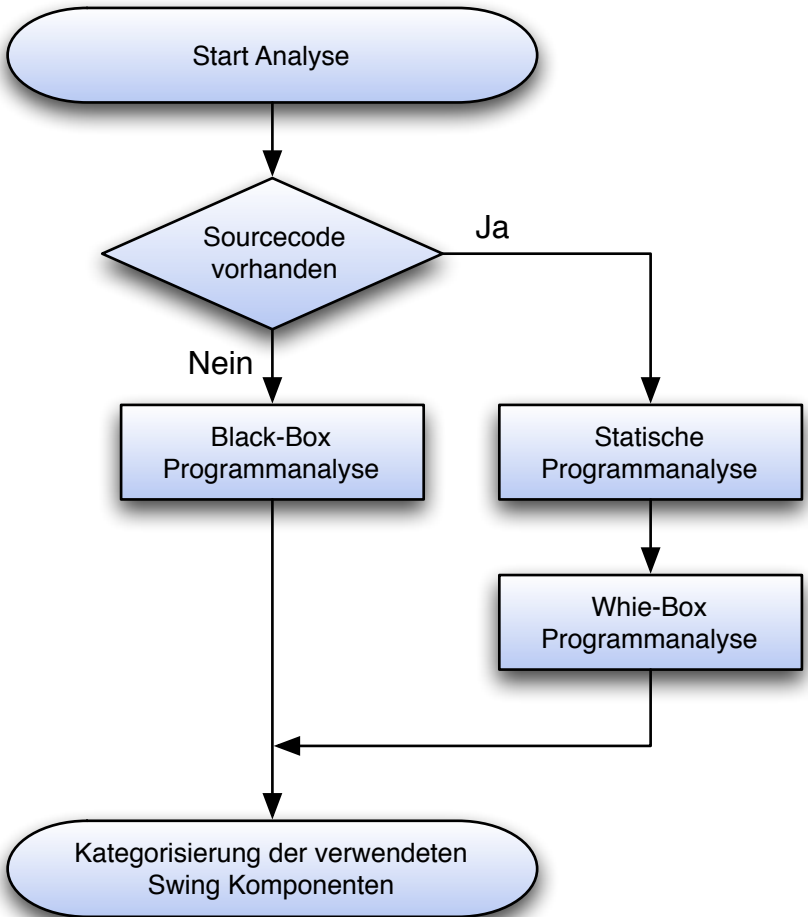 Start Analyse
Sourcecode
vorhanden
Ja
Nein
Black-Box
Programmanalyse
Statische
Programmanalyse
Whie-Box
Programmanalyse
Kategorisierung der verwendeten
Swing Komponenten